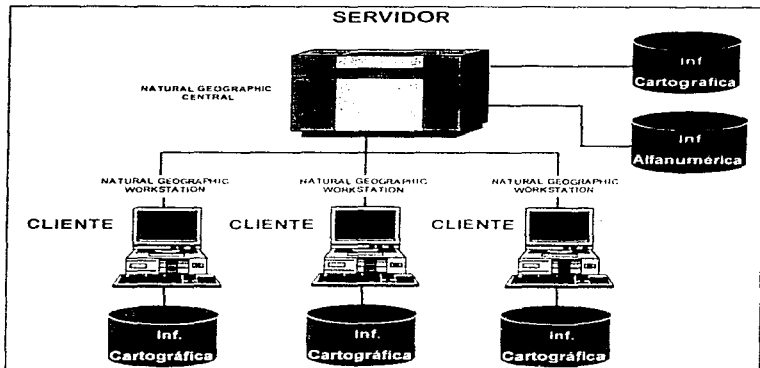 SERVIDOR
NATURAL GEOGRAPHIC
CENTRAL
Inf
Cartografica
Inf
Alfanumérica
NATURAL GEOGRAPHIC
WORKSTATION
NATURAL GEOGRAPHIC
WORKSTATION
NATURAL GEOGRAPHIC
WORKSTATION
CLIENTE
CLIENTE
CLIENTE
Inf.
Cartográfica
Inf.
Cartográfica
Inf.
Cartográfica